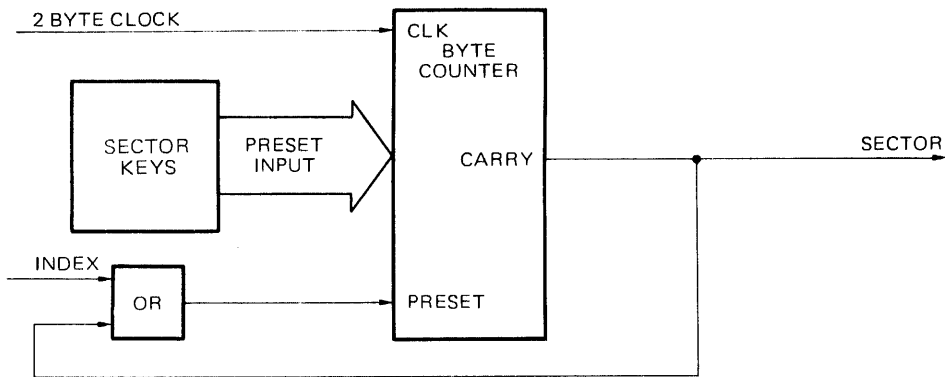 2 BYTE CLOCK
CLK
BYTE
COUNTER
SECTOR
KEYS
PRESET
INPUT
CARRY
SECTOR
INDEX
OR
PRESET